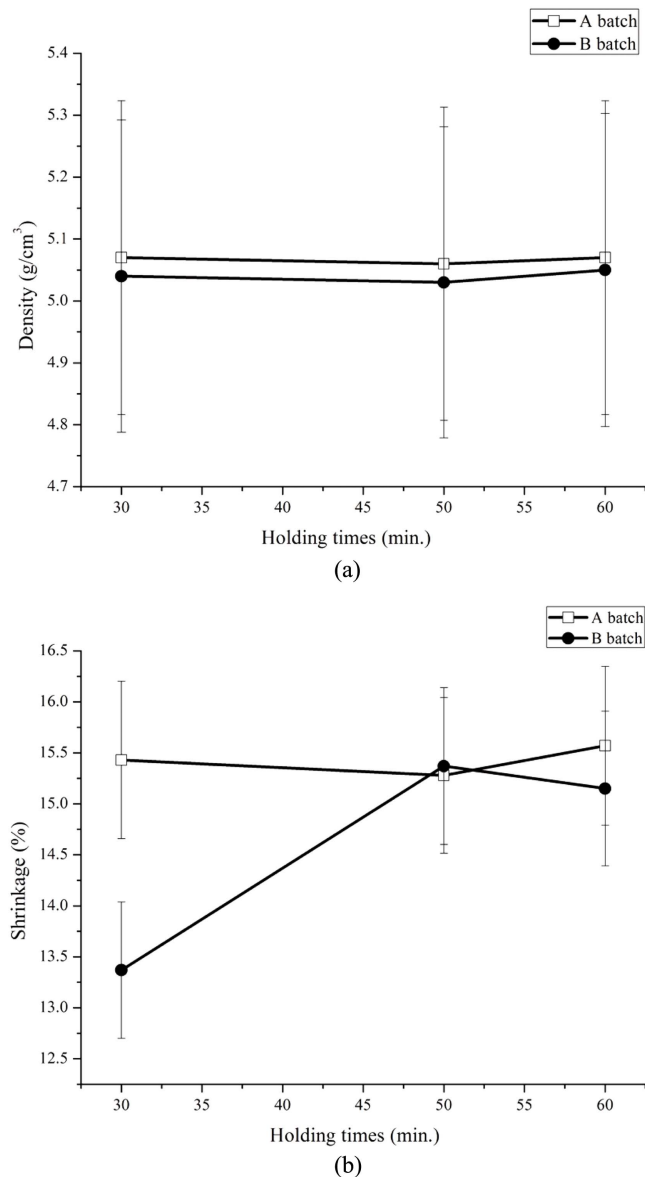 A batch
B batch
5.4
5.3
5.2
5.1
5.0
4.9
4.8
4.7
Density (g/cm³)
30 35 40 45 50 55 60
Holding times (min.)
(a)
A batch
B batch
16.5
16.0
15.5
15.0
14.5
14.0
13.5
13.0
12.5
Shrinkage (%)
30 35 40 45 50 55 60
Holding times (min.)
(b)